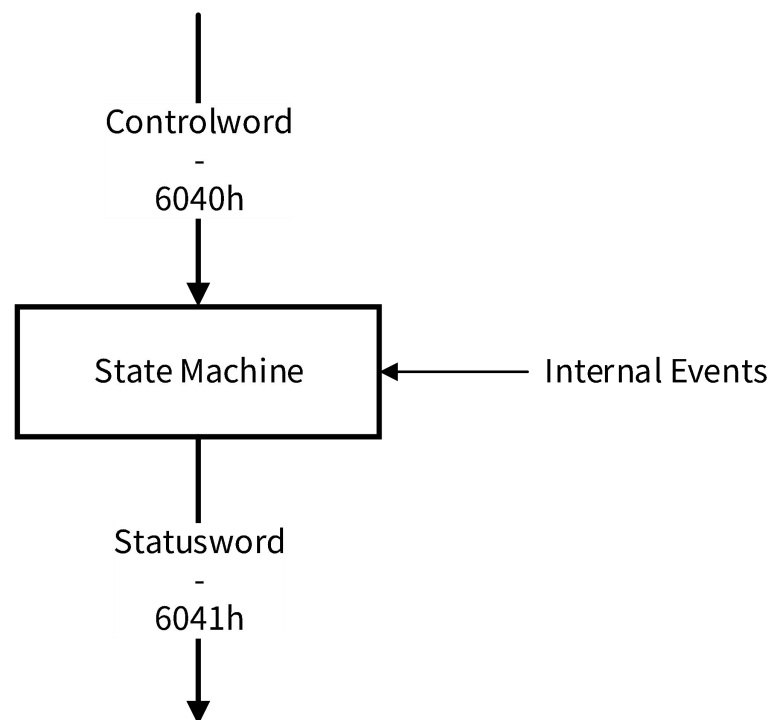 Controlword
-
6040h
State Machine
Internal Events
Statusword
-
6041h